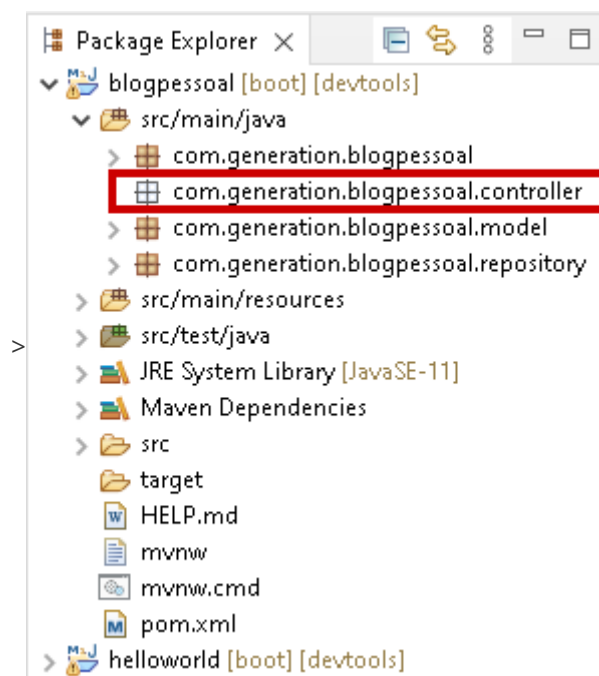 Package Explorer
blogpessoal [boot] [devtools]
src/main/java
com.generation.blogpessoal
com.generation.blogpessoal.controller
com.generation.blogpessoal.model
com.generation.blogpessoal.repository
src/main/resources
src/test/java
JRE System Library [JavaSE-11]
Maven Dependencies
src
target
HELP.md
mvnw
mvnw.cmd
pom.xml
helloworld [boot] [devtools]